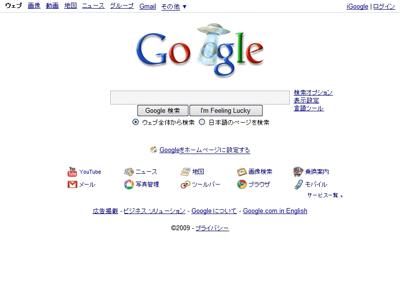 ウェブ 画像 動画 地図 ニュース グループ Gmail その他 ▼ iGoogle | ログイン
Google
検索オプション
表示設定
言語ツール
Google 検索 I'm Feeling Lucky
ウェブ全体から検索 日本語のページを検索
Googleをホームページに設定する
YouTube ニュース 地図 画像検索 乗換案内
メール 写真管理 ツールバー ブラウザ モバイル
サービス一覧 »
広告掲載 - ビジネス ソリューション - Google について - Google.com in English
©2009 - プライバシー